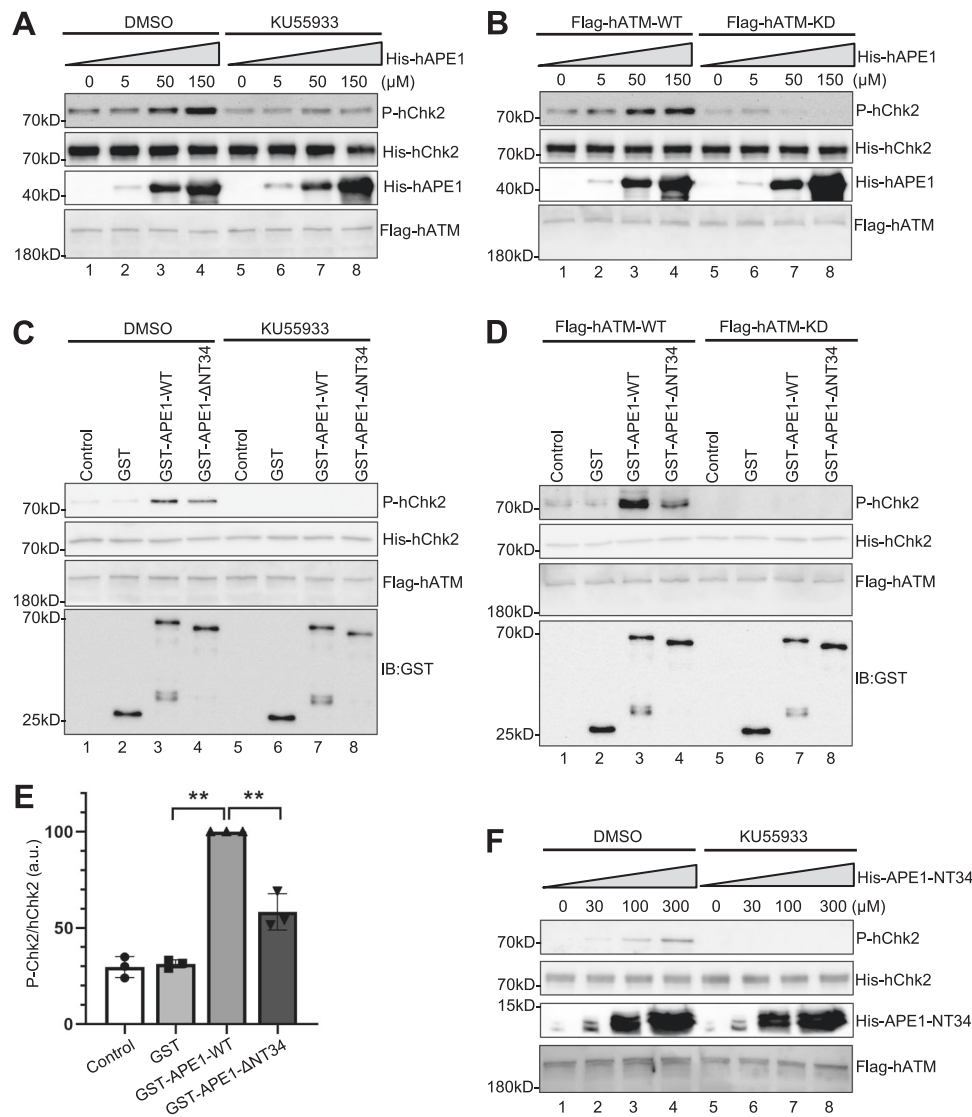 A
DMSO KU55933
His-hAPE1
0 5 50 150 0 5 50 150 (μM)
70kD P-hChk2
70kD His-hChk2
40kD His-hAPE1
Flag-hATM
180kD
1 2 3 4 5 6 7 8
B
Flag-hATM-WT Flag-hATM-KD
His-hAPE1
0 5 50 150 0 5 50 150 (μM)
70kD P-hChk2
70kD His-hChk2
40kD His-hAPE1
Flag-hATM
180kD
1 2 3 4 5 6 7 8
C
DMSO KU55933
Control GST GST-APE1-WT GST-APE1-ΔNT34 Control GST GST-APE1-WT GST-APE1-ΔNT34
70kD P-hChk2
70kD His-hChk2
Flag-hATM
180kD
70kD
IB:GST
25kD
1 2 3 4 5 6 7 8
D
Flag-hATM-WT Flag-hATM-KD
Control GST GST-APE1-WT GST-APE1-ΔNT34 Control GST GST-APE1-WT GST-APE1-ΔNT34
70kD P-hChk2
70kD His-hChk2
Flag-hATM
180kD
70kD
IB:GST
25kD
1 2 3 4 5 6 7 8
E
** **
P-Chk2/hChk2 (a.u.)
100
50
0
Control GST GST-APE1-WT GST-APE1-ΔNT34
F
DMSO KU55933
His-APE1-NT34
0 30 100 300 0 30 100 300 (μM)
70kD P-hChk2
70kD His-hChk2
15kD
His-APE1-NT34
Flag-hATM
180kD
1 2 3 4 5 6 7 8